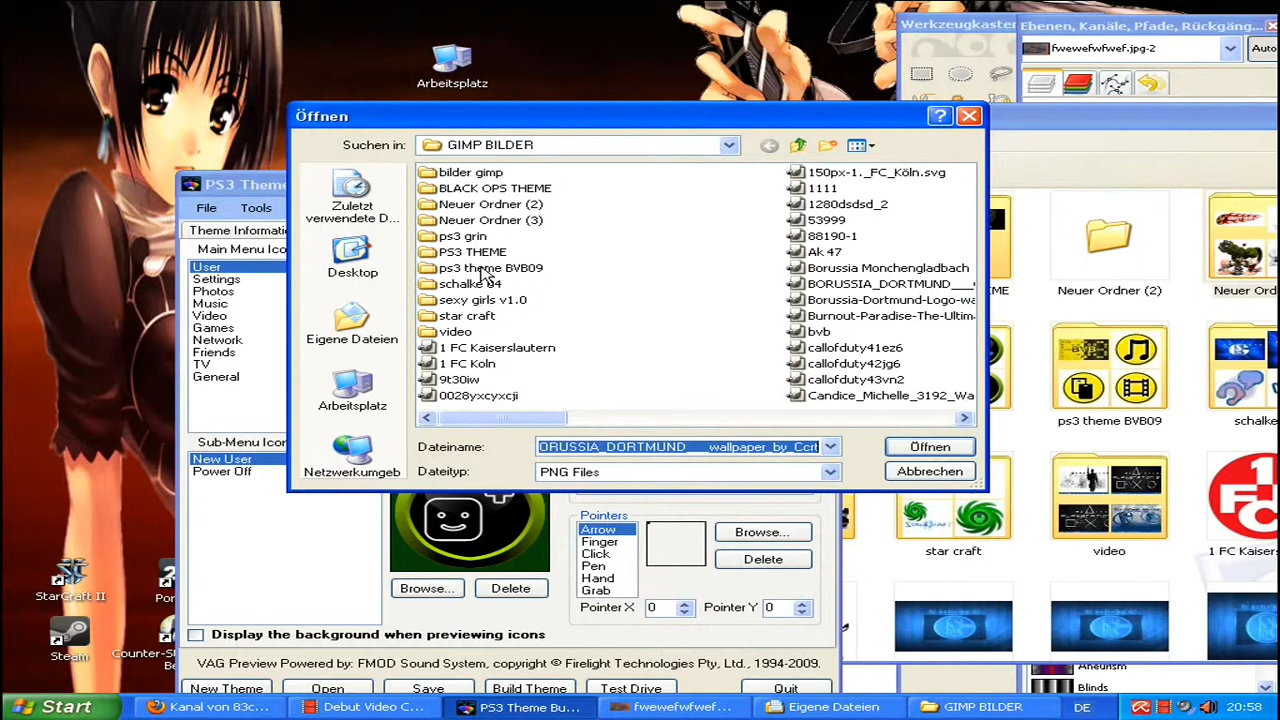 Werkzeugkasten
Ebenen, Kanäle, Pfade, Rückgäng...
fwewefwfwef.jpg-2
Auto
Arbeitsplatz
Öffnen
Suchen in:
GIMP BILDER
PS3 Theme
File
Tools
Theme Informati
Main Menu Icon
User
Settings
Photos
Music
Video
Games
Network
Friends
TV
General
Sub-Menu Icon
New User
Power Off
Zuletzt
verwendete D...
Desktop
Eigene Dateien
Arbeitsplatz
Netzwerkumgeb
bilder gimp
BLACK OPS THEME
Neuer Ordner (2)
Neuer Ordner (3)
ps3 grin
PS3 THEME
ps3 theme BVB09
schalke 04
sexy girls v1.0
star craft
video
1 FC Kaiserslautern
1 FC Koln
9t30iw
0028yxcyxcji
150px-1._FC_Köln.svg
1111
1280dsdsd_2
53999
88190-1
Ak 47
Borussia Monchengladbach
BORUSSIA_DORTMUND___
Borussia-Dortmund-Logo-wa
Burnout-Paradise-The-Ultim
bvb
callofduty41ez6
callofduty42jg6
callofduty43vn2
Candice_Michelle_3192_Wa
Dateiname:
ORUSSIA_DORTMUND___wallpaper_by_Ccrt
Öffnen
Dateityp:
PNG Files
Abbrechen
EME
Neuer Ordner (2)
Neuer Ordn
BVB
ps3 theme BVB09
schalke
star craft
video
1 FC Kaiser
Browse...
Delete
Pointers
Arrow
Finger
Click
Pen
Hand
Grab
Browse...
Delete
Pointer X
0
Pointer Y
0
Display the background when previewing icons
VAG Preview Powered by: FMOD Sound System, copyright © Firelight Technologies Pty, Ltd., 1994-2009.
New Theme
Open
Save
Build Theme
Test Drive
Quit
StarCraft II
Por
Steam
Counter-S
Aneurism
Blinds
Start
Kanal von 83c...
Debut Video C...
PS3 Theme Bu...
fwewefwfwef...
Eigene Dateien
GIMP BILDER
DE
20:58